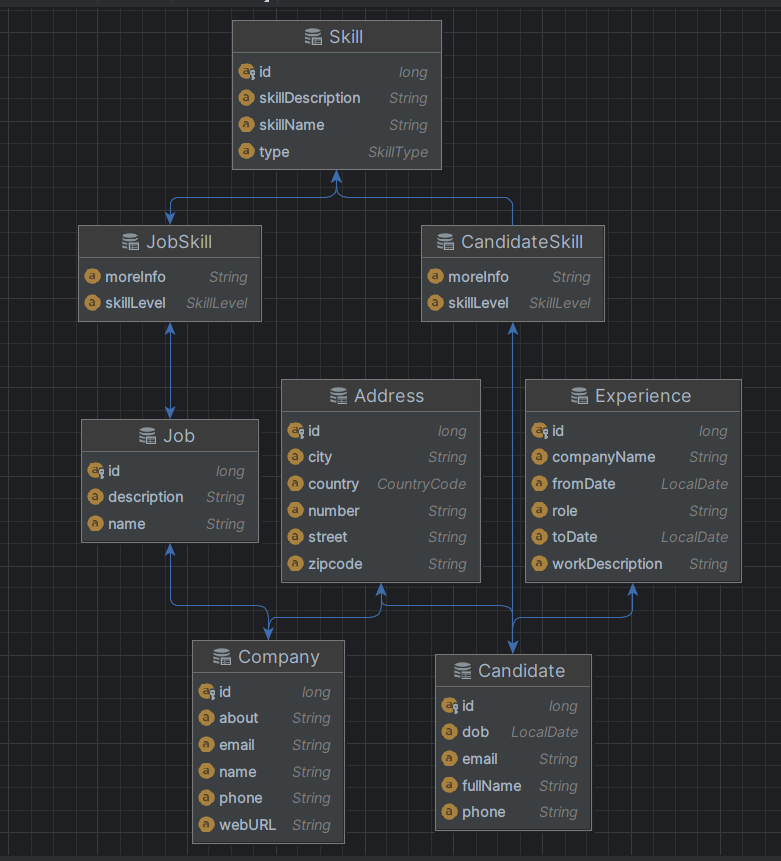 Skill
id long
skillDescription String
skillName String
type SkillType
JobSkill
moreInfo String
skillLevel SkillLevel
CandidateSkill
moreInfo String
skillLevel SkillLevel
Address
id long
city String
country CountryCode
number String
street String
zipcode String
Experience
id long
companyName String
fromDate LocalDate
role String
toDate LocalDate
workDescription String
Job
id long
description String
name String
Company
id long
about String
email String
name String
phone String
webURL String
Candidate
id long
dob LocalDate
email String
fullName String
phone String